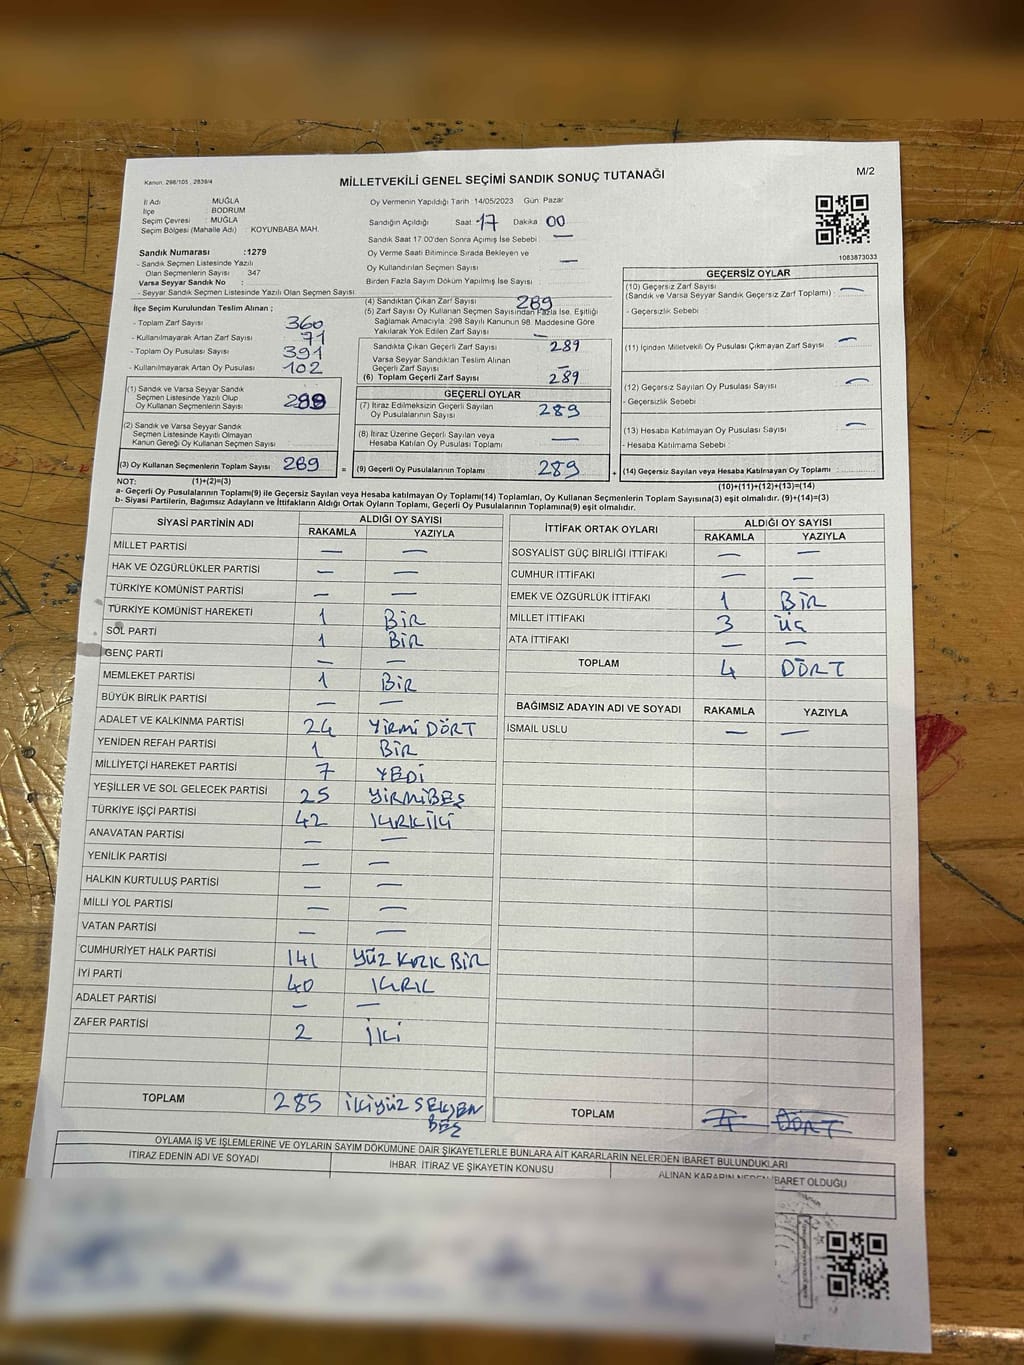 Kanun. 298/105 , 2839/4
MİLLETVEKİLİ GENEL SEÇİMİ SANDIK SONUÇ TUTANAĞI
M/2
İl Adı : MUĞLA
İlçe : BODRUM
Seçim Çevresi : MUĞLA
Seçim Bölgesi (Mahalle Adı) : KOYUNBABA MAH.
Sandık Numarası :1279
- Sandık Seçmen Listesinde Yazılı
Olan Seçmenlerin Sayısı : 347
Varsa Seyyar Sandık No :
- Seyyar Sandık Seçmen Listesinde Yazılı Olan Seçmen Sayısı:
Oy Vermenin Yapıldığı Tarih : 14/05/2023 Gün: Pazar
Sandığın Açıldığı Saat: 17 Dakika 00
Sandık Saat 17.00'den Sonra Açımış İse Sebebi : —
Oy Verme Saati Bitimince Sırada Bekleyen ve
Oy Kullandırılan Seçmen Sayısı : —
Birden Fazla Sayım Döküm Yapılmış İse Sayısı :
1083873033
İlçe Seçim Kurulundan Teslim Alınan ;
- Toplam Zarf Sayısı : 360
- Kullanılmayarak Artan Zarf Sayısı : 71
- Toplam Oy Pusulası Sayısı : 391
- Kullanılmayarak Artan Oy Pusulası Sayısı : 102
(1) Sandık ve Varsa Seyyar Sandık
Seçmen Listesinde Yazılı Olup
Oy Kullanan Seçmenlerin Sayısı : 289
(2) Sandık ve Varsa Seyyar Sandık
Seçmen Listesinde Kayıtlı Olmayan
Kanun Gereği Oy Kullanan Seçmen Sayısı :
(3) Oy Kullanan Seçmenlerin Toplam Sayısı : 289
(1)+(2)=(3)
(4) Sandıktan Çıkan Zarf Sayısı : 289
(5) Zarf Sayısı Oy Kullanan Seçmen Sayısından Fazla İse, Eşitliği
Sağlamak Amacıyla; 298 Sayılı Kanunun 98. Maddesine Göre
Yakılarak Yok Edilen Zarf Sayısı : —
Sandıkta Çıkan Geçerli Zarf Sayısı : 289
Varsa Seyyar Sandıktan Teslim Alınan
Geçerli Zarf Sayısı : —
(6) Toplam Geçerli Zarf Sayısı : 289
GEÇERLİ OYLAR
(7) İtiraz Edilmeksizin Geçerli Sayılan
Oy Pusulalarının Sayısı : 289
(8) İtiraz Üzerine Geçerli Sayılan veya
Hesaba Katılan Oy Pusulası Toplamı : —
= (9) Geçerli Oy Pusulalarının Toplamı : 289 +
GEÇERSİZ OYLAR
(10) Geçersiz Zarf Sayısı
(Sandık ve Varsa Seyyar Sandık Geçersiz Zarf Toplamı) : —
- Geçersizlik Sebebi :
(11) İçinden Milletvekili Oy Pusulası Çıkmayan Zarf Sayısı : —
(12) Geçersiz Sayılan Oy Pusulası Sayısı : —
- Geçersizlik Sebebi :
(13) Hesaba Katılmayan Oy Pusulası Sayısı : —
- Hesaba Katılmama Sebebi :
(14) Geçersiz Sayılan veya Hesaba Katılmayan Oy Toplamı :
(10)+(11)+(12)+(13)=(14)
NOT:
a- Geçerli Oy Pusulalarının Toplamı(9) ile Geçersiz Sayılan veya Hesaba katılmayan Oy Toplamı(14) Toplamları, Oy Kullanan Seçmenlerin Toplam Sayısına(3) eşit olmalıdır. (9)+(14)=(3)
b- Siyasi Partilerin, Bağımsız Adayların ve İttifakların Aldığı Ortak Oyların Toplamı, Geçerli Oy Pusulalarının Toplamına(9) eşit olmalıdır.
SİYASİ PARTİNİN ADI ALDIĞI OY SAYISI
RAKAMLA YAZIYLA
MİLLET PARTİSİ — —
HAK VE ÖZGÜRLÜKLER PARTİSİ — —
TÜRKİYE KOMÜNİST PARTİSİ — —
TÜRKİYE KOMÜNİST HAREKETİ 1 BİR
SOL PARTİ 1 BİR
GENÇ PARTİ — —
MEMLEKET PARTİSİ 1 BİR
BÜYÜK BİRLİK PARTİSİ — —
ADALET VE KALKINMA PARTİSİ 24 YİRMİ DÖRT
YENİDEN REFAH PARTİSİ 1 BİR
MİLLİYETÇİ HAREKET PARTİSİ 7 YEDİ
YEŞİLLER VE SOL GELECEK PARTİSİ 25 YİRMİBEŞ
TÜRKİYE İŞÇİ PARTİSİ 42 KIRKİKİ
ANAVATAN PARTİSİ — —
YENİLİK PARTİSİ — —
HALKIN KURTULUŞ PARTİSİ — —
MİLLİ YOL PARTİSİ — —
VATAN PARTİSİ — —
CUMHURİYET HALK PARTİSİ 141 YÜZ KIRK BİR
İYİ PARTİ 40 KIRK
ADALET PARTİSİ — —
ZAFER PARTİSİ 2 İKİ
TOPLAM 285 İKİYÜZ SEKSEN
BEŞ
İTTİFAK ORTAK OYLARI ALDIĞI OY SAYISI
RAKAMLA YAZIYLA
SOSYALİST GÜÇ BİRLİĞİ İTTİFAKI — —
CUMHUR İTTİFAKI — —
EMEK VE ÖZGÜRLÜK İTTİFAKI 1 BİR
MİLLET İTTİFAKI 3 ÜÇ
ATA İTTİFAKI — —
TOPLAM 4 DÖRT
BAĞIMSIZ ADAYIN ADI VE SOYADI RAKAMLA YAZIYLA
İSMAİL USLU — —
TOPLAM 4 DÖRT
OYLAMA İŞ VE İŞLEMLERİNE VE OYLARIN SAYIM DÖKÜMÜNE DAİR ŞİKAYETLERLE BUNLARA AİT KARARLARIN NELERDEN İBARET BULUNDUKLARI
İTİRAZ EDENİN ADI VE SOYADI İHBAR, İTİRAZ VE ŞİKAYETİN KONUSU ALINAN KARARIN NEDEN İBARET OLDUĞU